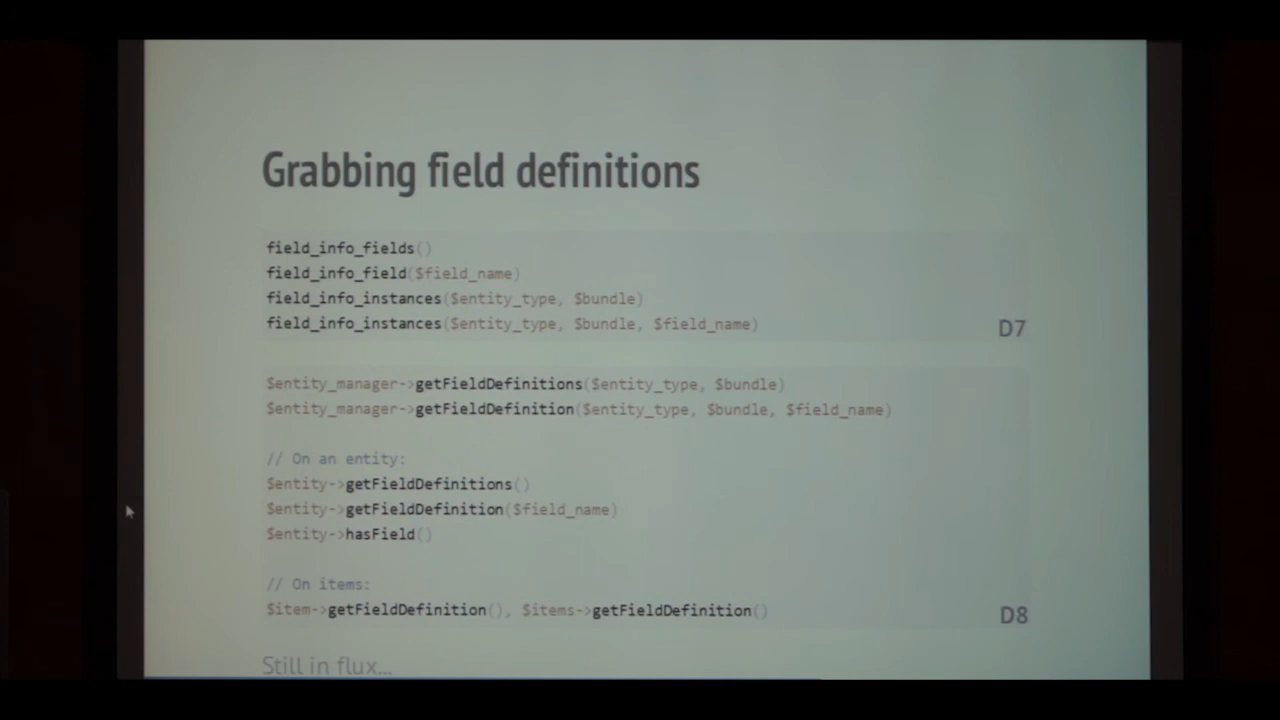 Grabbing field definitions
field_info_fields()
field_info_field($field_name)
field_info_instances($entity_type, $bundle)
field_info_instances($entity_type, $bundle, $field_name)
D7
$entity_manager->getFieldDefinitions($entity_type, $bundle)
$entity_manager->getFieldDefinition($entity_type, $bundle, $field_name)
// On an entity:
$entity->getFieldDefinitions()
$entity->getFieldDefinition($field_name)
$entity->hasField()
// On items:
$item->getFieldDefinition(), $items->getFieldDefinition()
D8
Still in flux...